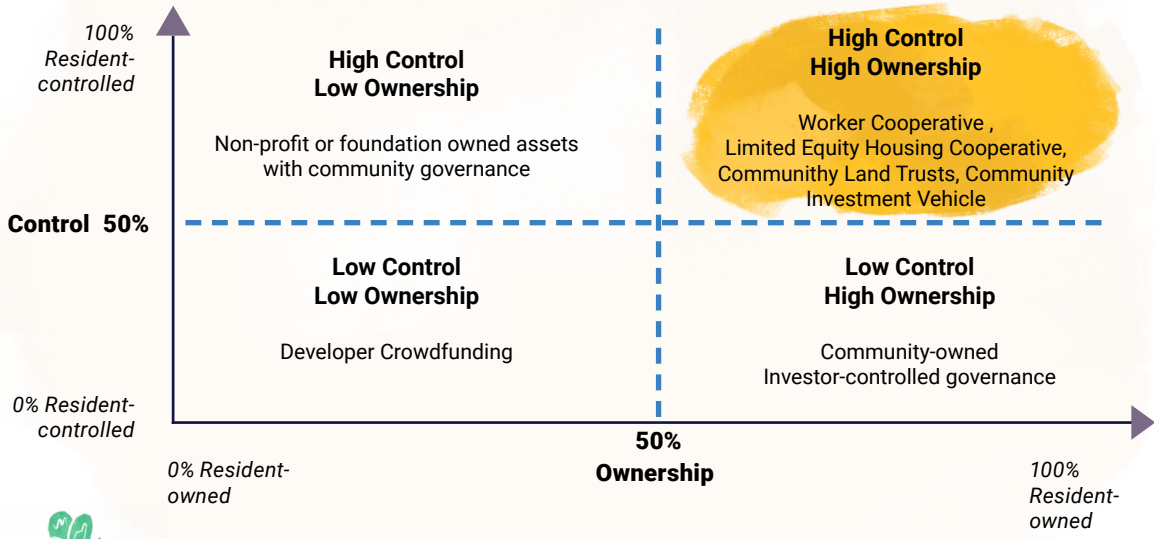 100%
Resident-
controlled
High Control
Low Ownership
Non-profit or foundation owned assets
with community governance
High Control
High Ownership
Worker Cooperative ,
Limited Equity Housing Cooperative,
Communithy Land Trusts, Community
Investment Vehicle
Control 50%
Low Control
Low Ownership
Developer Crowdfunding
Low Control
High Ownership
Community-owned
Investor-controlled governance
0% Resident-
controlled
50%
Ownership
0% Resident-
owned
100%
Resident-
owned